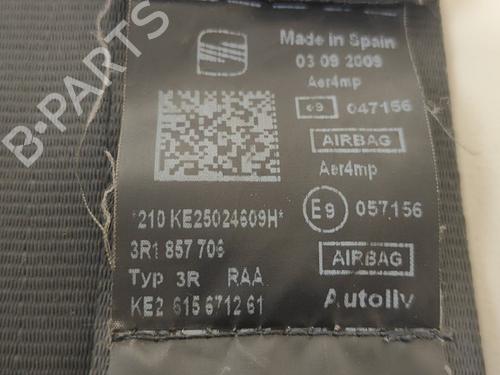 Made in Spain
03 09 2009
Aer4mp
e9 047156
AIRBAG
Aer4mp
E9 057156
AIRBAG
Autoliv
*210 KE25024609H*
3R1 857 706
Typ 3R RAA
KE2 615 6712 61
B-PARTS